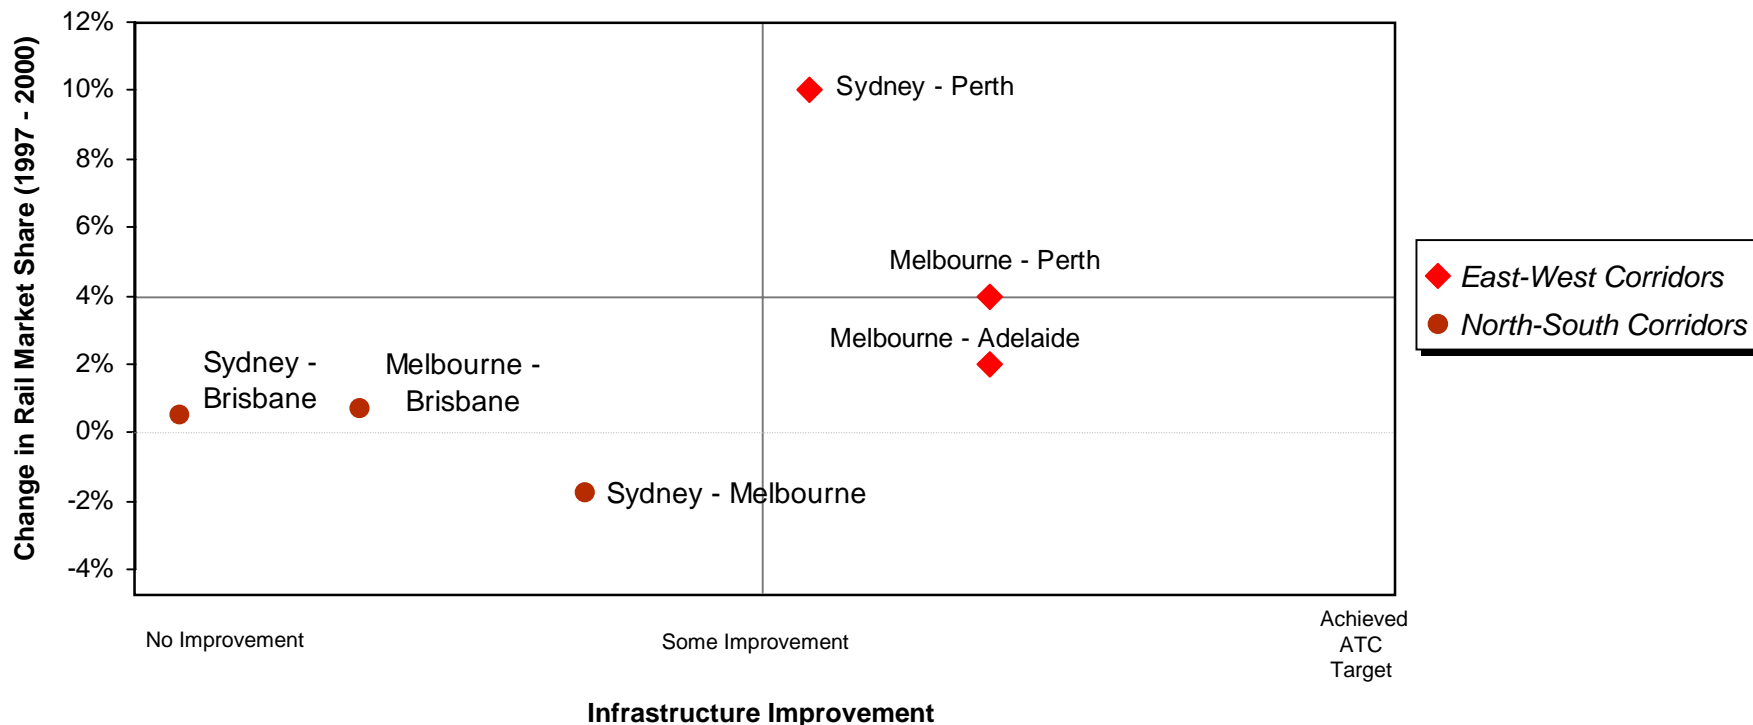 Change in Rail Market Share (1997 - 2000)
12%
10%
8%
6%
4%
2%
0%
-2%
-4%
Sydney - Perth
Melbourne - Perth
Melbourne - Adelaide
Sydney -
Brisbane
Melbourne -
Brisbane
Sydney - Melbourne
East-West Corridors
North-South Corridors
No Improvement
Some Improvement
Achieved
ATC
Target
Infrastructure Improvement